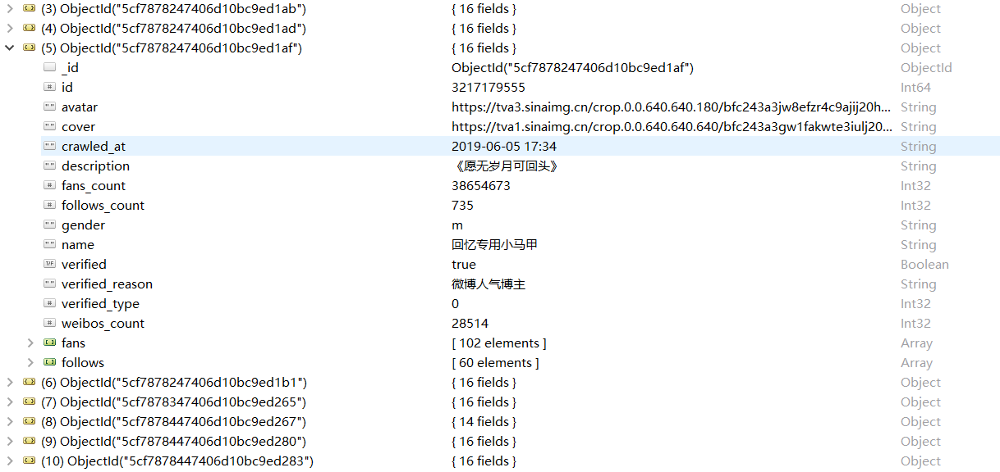 (3) ObjectId("5cf7878247406d10bc9ed1ab") { 16 fields } Object
(4) ObjectId("5cf7878247406d10bc9ed1ad") { 16 fields } Object
(5) ObjectId("5cf7878247406d10bc9ed1af") { 16 fields } Object
_id ObjectId("5cf7878247406d10bc9ed1af") ObjectId
# id 3217179555 Int64
"" avatar https://tva3.sinaimg.cn/crop.0.0.640.640.180/bfc243a3jw8efzr4c9ajij20h... String
"" cover https://tva1.sinaimg.cn/crop.0.0.640.640.640/bfc243a3gw1fakwte3iulj20... String
"" crawled_at 2019-06-05 17:34 String
"" description 《愿无岁月可回头》 String
# fans_count 38654673 Int32
# follows_count 735 Int32
"" gender m String
"" name 回忆专用小马甲 String
T/F verified true Boolean
"" verified_reason 微博人气博主 String
# verified_type 0 Int32
# weibos_count 28514 Int32
fans [ 102 elements ] Array
follows [ 60 elements ] Array
(6) ObjectId("5cf7878247406d10bc9ed1b1") { 16 fields } Object
(7) ObjectId("5cf7878347406d10bc9ed265") { 16 fields } Object
(8) ObjectId("5cf7878447406d10bc9ed267") { 14 fields } Object
(9) ObjectId("5cf7878447406d10bc9ed280") { 16 fields } Object
(10) ObjectId("5cf7878447406d10bc9ed283") { 16 fields } Object